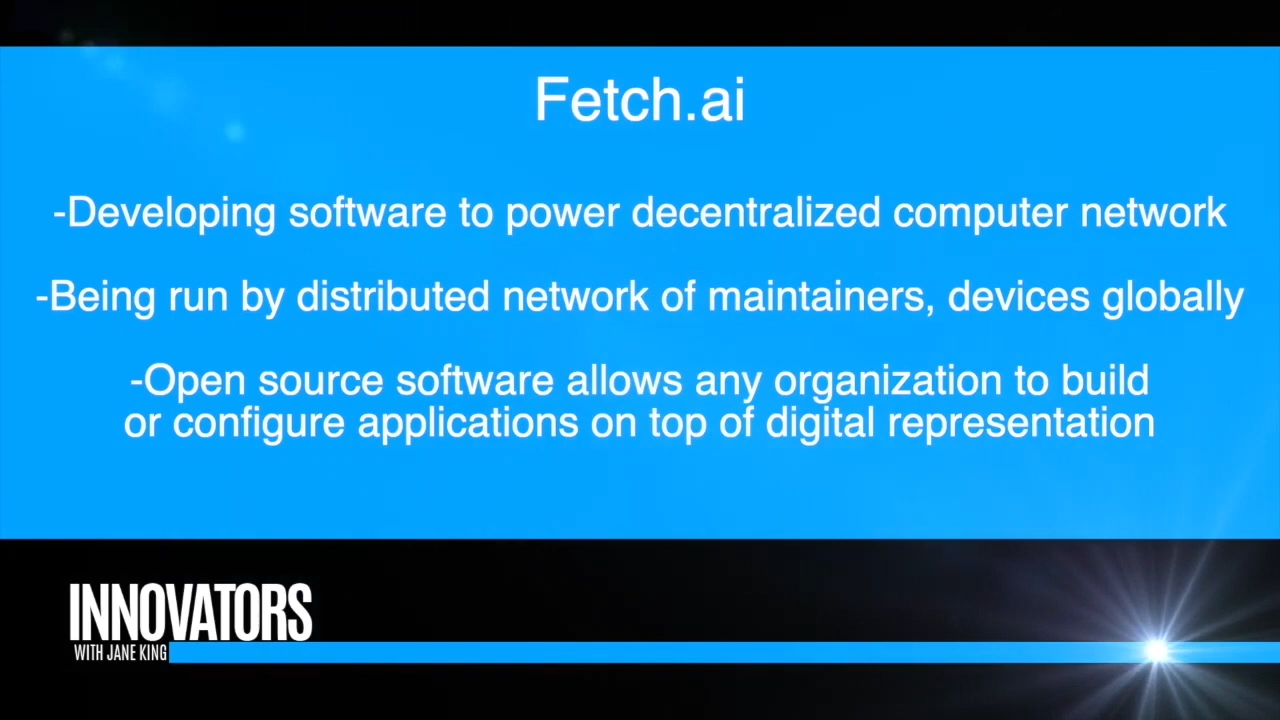 Fetch.ai
-Developing software to power decentralized computer network
-Being run by distributed network of maintainers, devices globally
-Open source software allows any organization to build
or configure applications on top of digital representation
INNOVATORS
WITH JANE KING